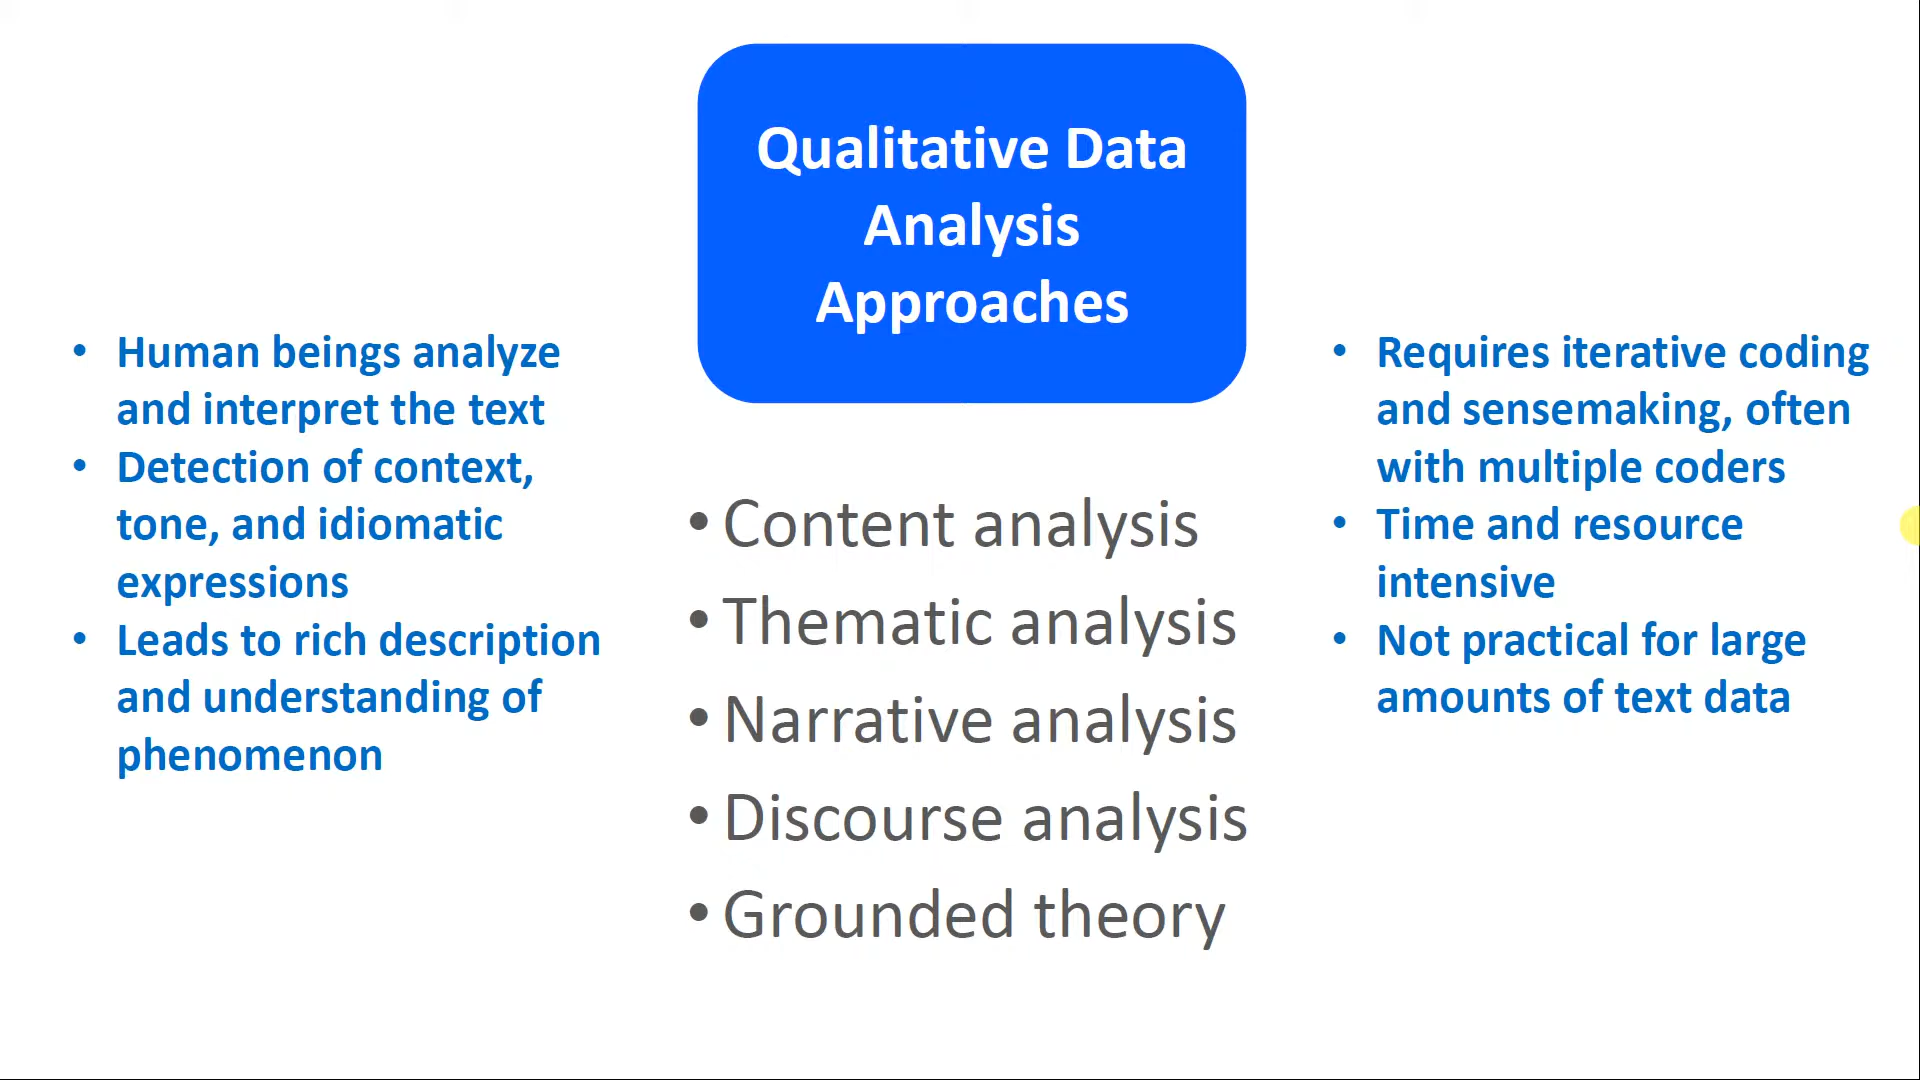 Qualitative Data
Analysis
Approaches
• Human beings analyze
and interpret the text
• Detection of context,
tone, and idiomatic
expressions
• Leads to rich description
and understanding of
phenomenon
• Content analysis
• Thematic analysis
• Narrative analysis
• Discourse analysis
• Grounded theory
• Requires iterative coding
and sensemaking, often
with multiple coders
• Time and resource
intensive
• Not practical for large
amounts of text data